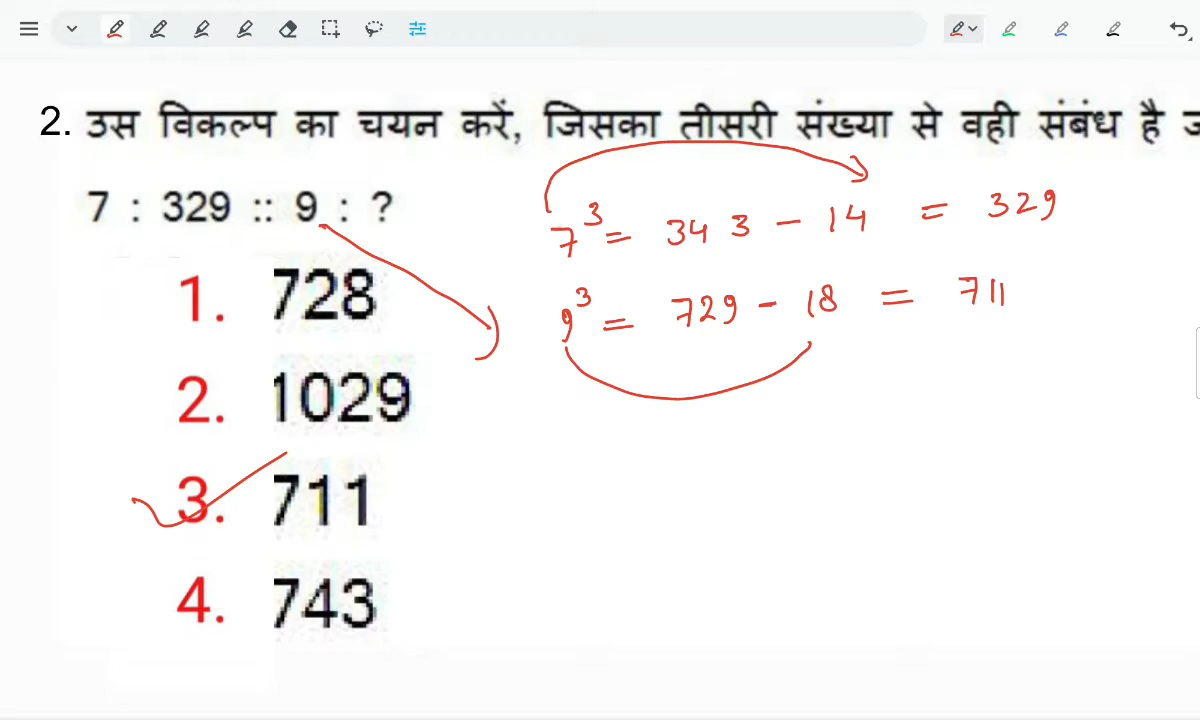 2. उस विकल्प का चयन करें, जिसका तीसरी संख्या से वही संबंध है
7 : 329 :: 9 : ?
7³ = 343 - 14 = 329
9³ = 729 - 18 = 711
1. 728
2. 1029
3. 711
4. 743